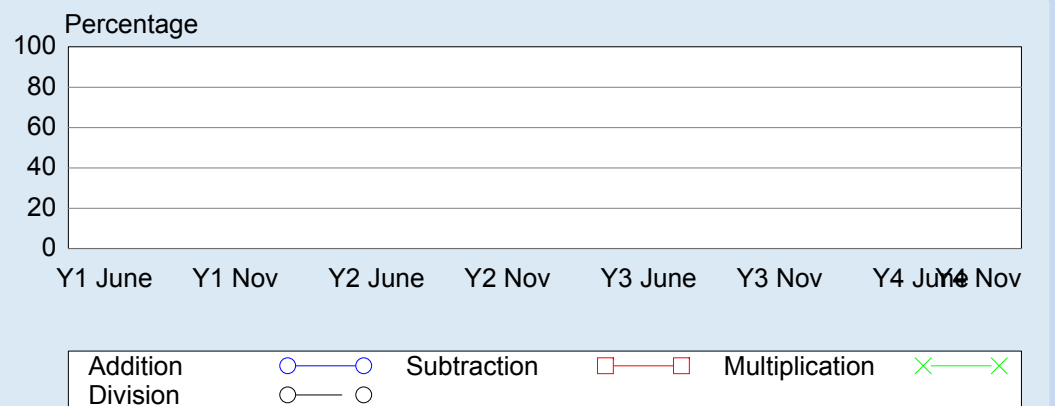 Percentage
100
80
60
40
20
0
Y1 June Y1 Nov Y2 June Y2 Nov Y3 June Y3 Nov Y4 June Y4 Nov
Addition Subtraction Multiplication
Division